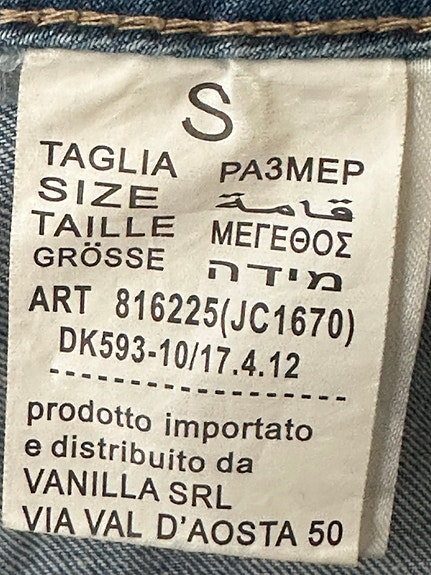 S
TAGLIA РАЗМЕР
SIZE قامة
TAILLE ΜΕΓΕΘΟΣ
GRÖSSE מידה
ART 816225(JC1670)
DK593-10/17.4.12
prodotto importato
e distribuito da
VANILLA SRL
VIA VAL D'AOSTA 50